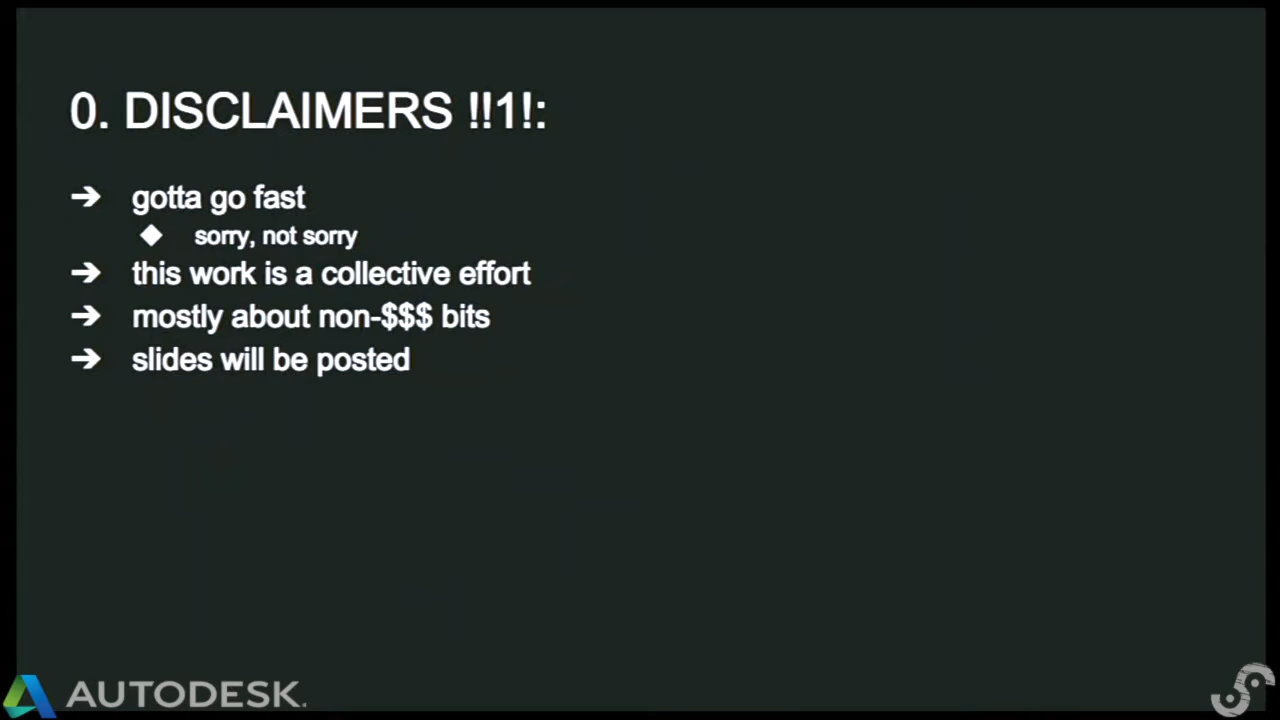 0. DISCLAIMERS !!1!:
➔ gotta go fast
◆ sorry, not sorry
➔ this work is a collective effort
➔ mostly about non-$$$ bits
➔ slides will be posted
AUTODESK.